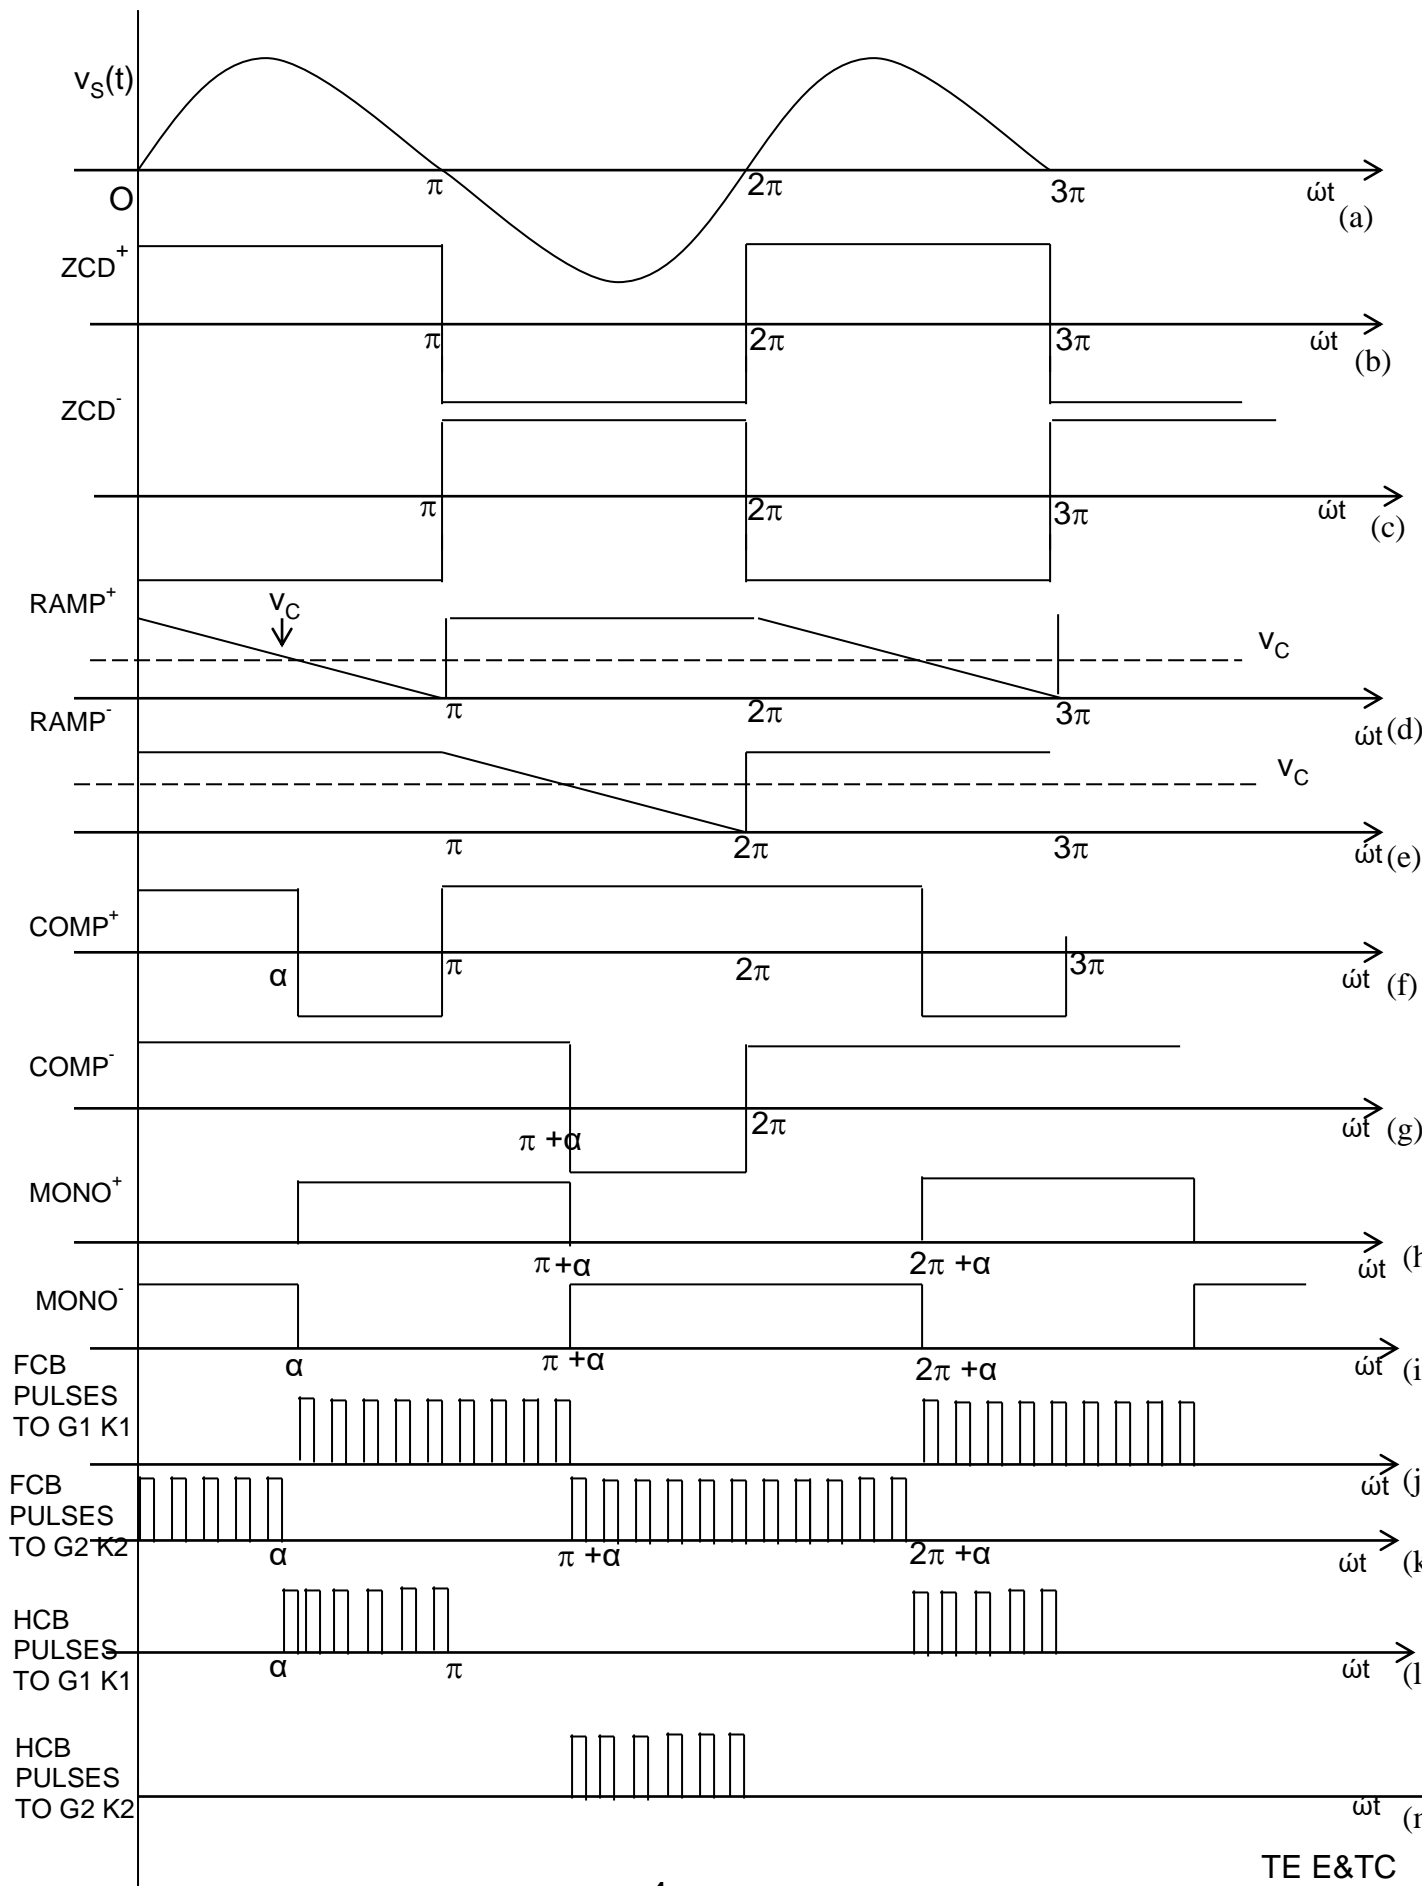 vS(t)
O π 2π 3π ώt (a)
ZCD+
π 2π 3π ώt (b)
ZCD-
π 2π 3π ώt (c)
RAMP+ vC
vC
π 2π 3π ώt (d)
RAMP-
vC
π 2π 3π ώt (e)
COMP+
α π 2π 3π ώt (f)
COMP-
π +α 2π ώt (g)
MONO+
π+α 2π +α ώt (h
MONO-
α π +α 2π +α ώt (i
FCB
PULSES
TO G1 K1
ώt (j
FCB
PULSES
TO G2 K2
α π +α 2π +α ώt (k
HCB
PULSES
TO G1 K1
α π ώt (l
HCB
PULSES
TO G2 K2
ώt
TE E&TC